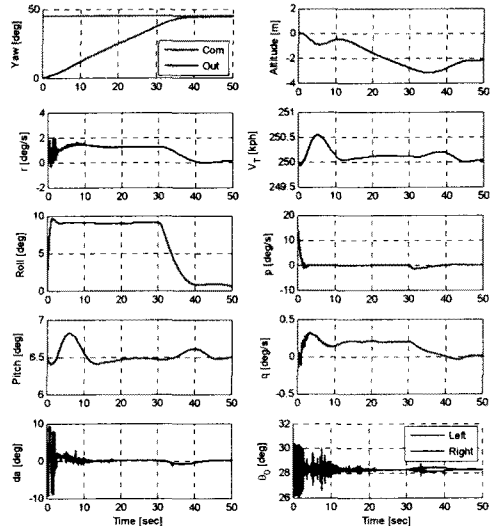 Yaw [deg]
50
0
0 10 20 30 40 50
Com
Out
Altitude [m]
2
0
-2
-4
0 10 20 30 40 50
r [deg/s]
4
2
0
-2
0 10 20 30 40 50
V_T [kph]
251
250.5
250
249.5
0 10 20 30 40 50
Roll [deg]
10
5
0
0 10 20 30 40 50
p [deg/s]
20
10
0
-10
0 10 20 30 40 50
Pitch [deg]
7
6.5
6
0 10 20 30 40 50
q [deg/s]
0.5
0
-0.5
0 10 20 30 40 50
da [deg]
10
0
-10
0 10 20 30 40 50
Time [sec]
θ_0 [deg]
32
30
28
26
0 10 20 30 40 50
Left
Right
Time [sec]